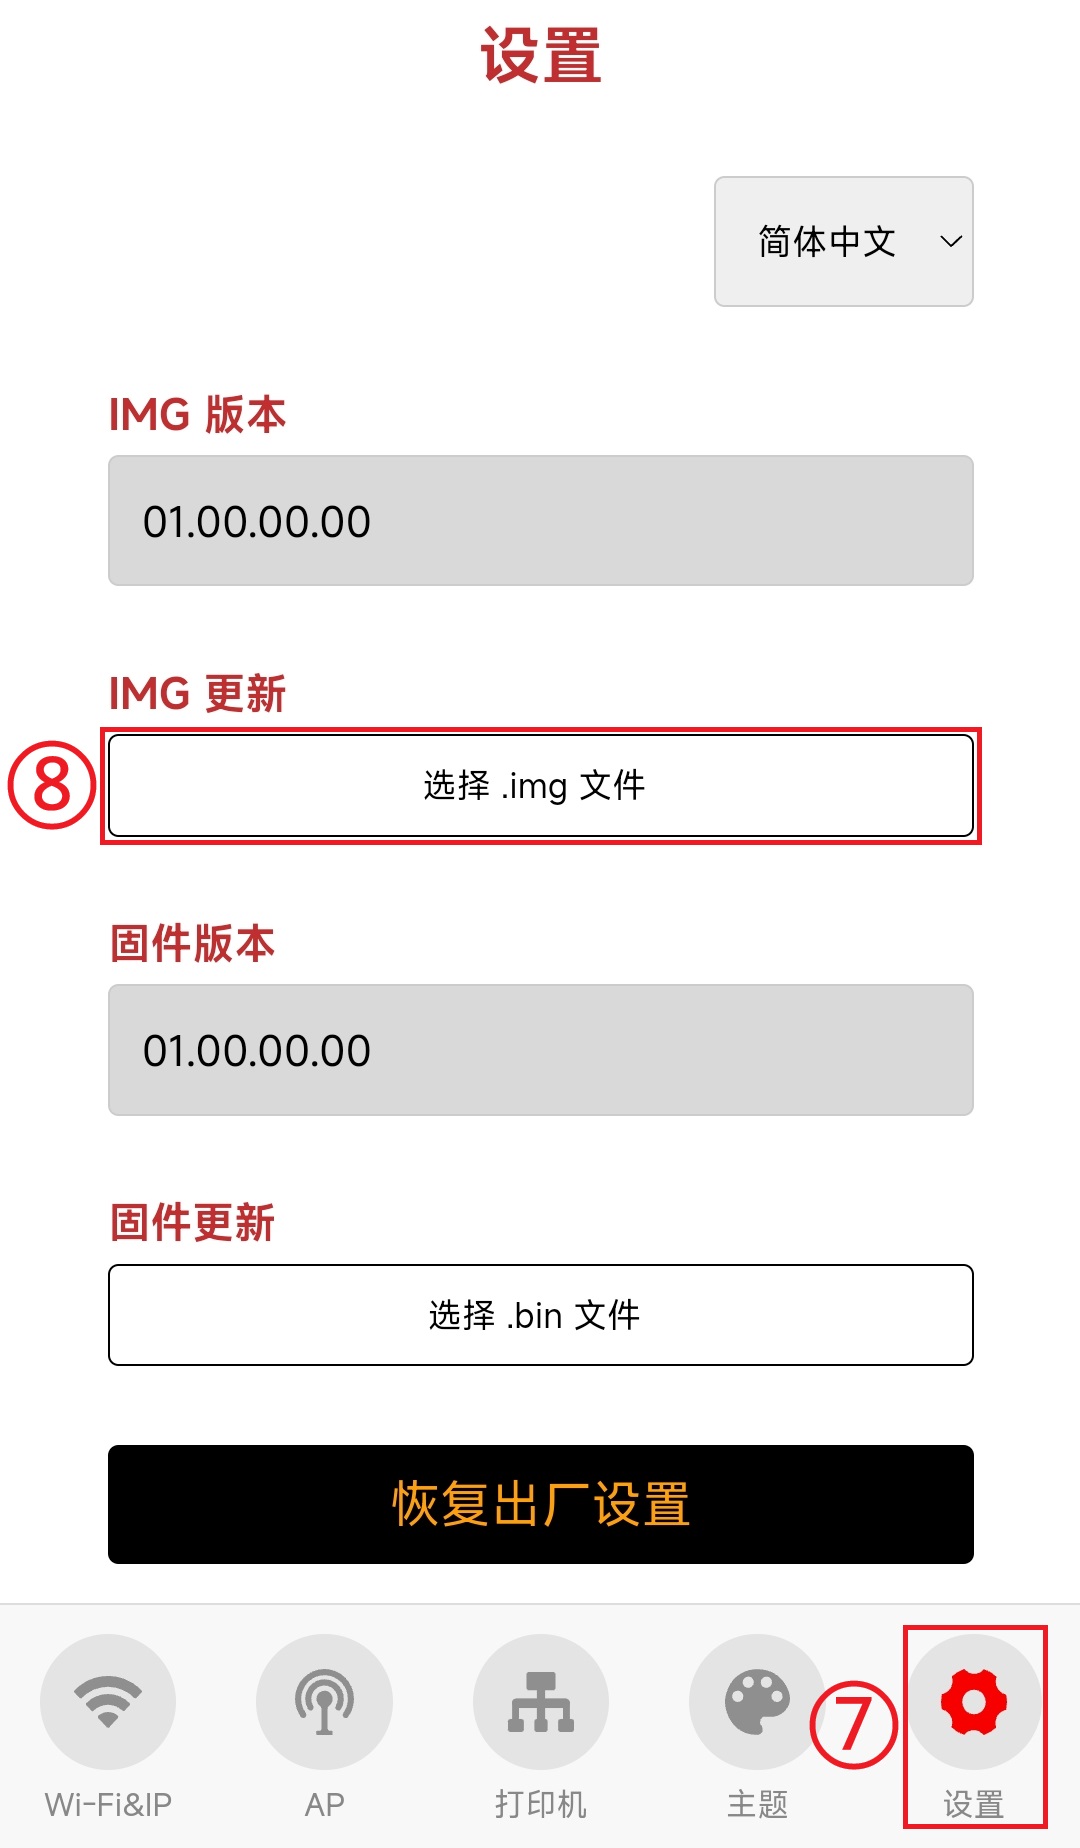 设置
简体中文
IMG 版本
01.00.00.00
IMG 更新
⑧
选择 .img 文件
固件版本
01.00.00.00
固件更新
选择 .bin 文件
恢复出厂设置
⑦
Wi-Fi&IP
AP
打印机
主题
设置